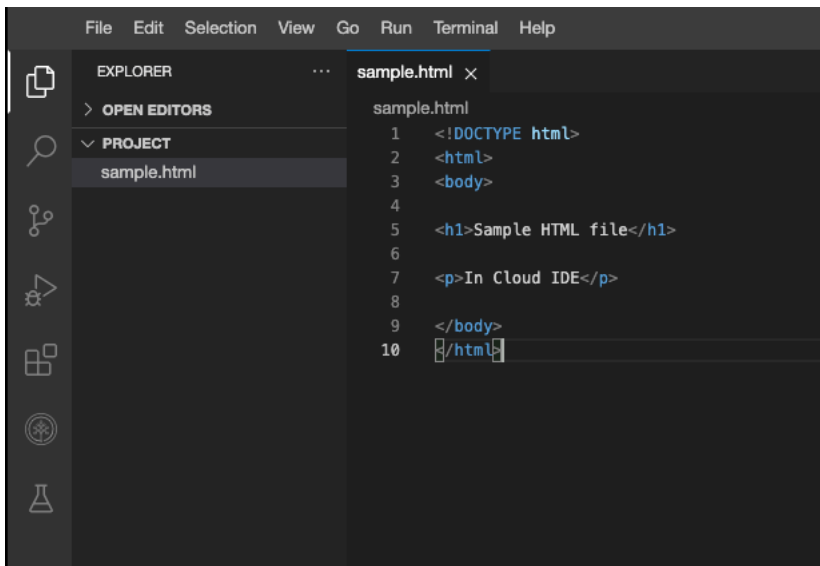 File Edit Selection View Go Run Terminal Help
EXPLORER ···
OPEN EDITORS
PROJECT
sample.html
sample.html ×
sample.html
1 <!DOCTYPE html>
2 <html>
3 <body>
4
5 <h1>Sample HTML file</h1>
6
7 <p>In Cloud IDE</p>
8
9 </body>
10 </html>